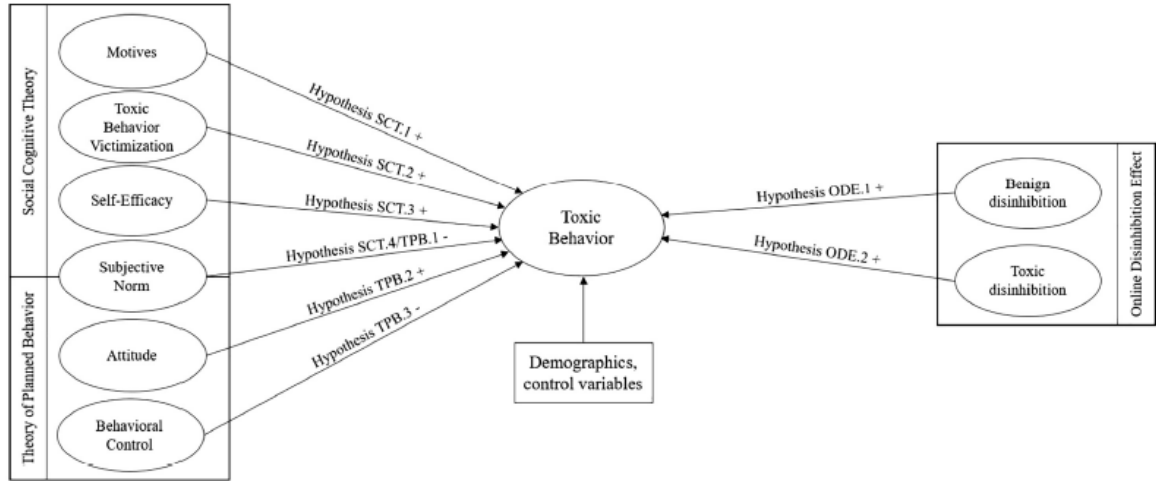 Social Cognitive Theory
Motives
Toxic
Behavior
Victimization
Self-Efficacy
Subjective
Norm
Theory of Planned Behavior
Attitude
Behavioral
Control
Hypothesis SCT.1 +
Hypothesis SCT.2 +
Hypothesis SCT.3 +
Hypothesis SCT.4/TPB.1 -
Hypothesis TPB.2 +
Hypothesis TPB.3 -
Toxic
Behavior
Demographics,
control variables
Hypothesis ODE.1 +
Hypothesis ODE.2 +
Benign
disinhibition
Toxic
disinhibition
Online Disinhibition Effect